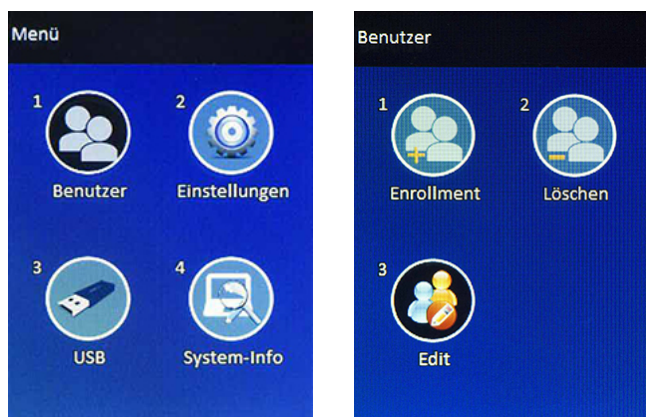 Menü
1
2
Benutzer
Einstellungen
3
4
USB
System-Info
Benutzer
1
2
Enrollment
Löschen
3
Edit